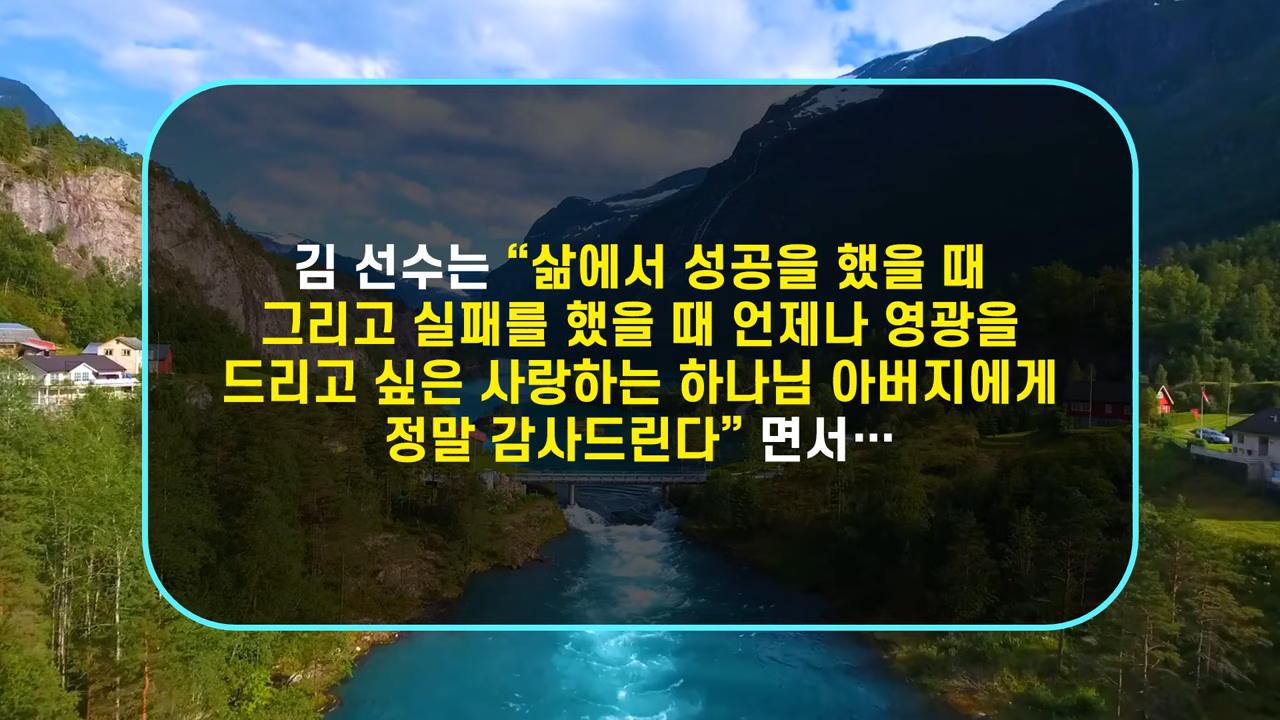 김 선수는 “삶에서 성공을 했을 때
그리고 실패를 했을 때 언제나 영광을
드리고 싶은 사랑하는 하나님 아버지에게
정말 감사드린다” 면서…